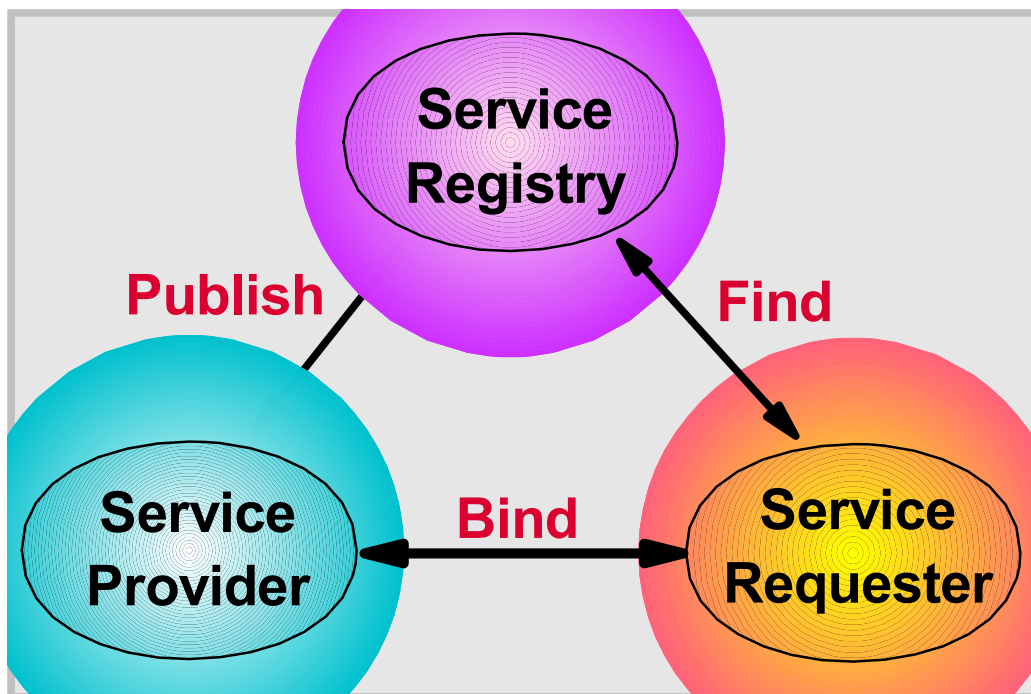 Service
Registry
Publish
Find
Service
Provider
Bind
Service
Requester